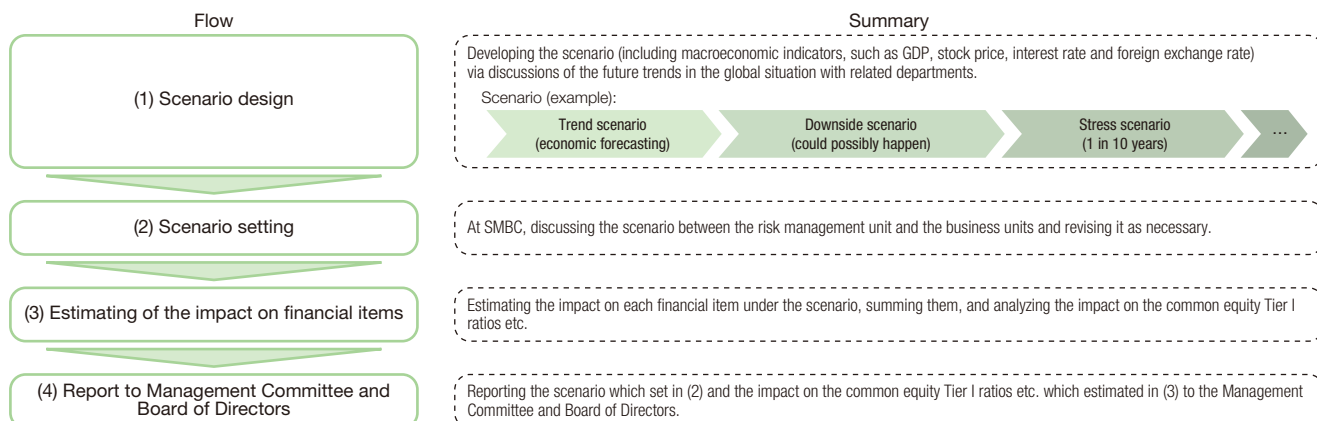 Flow
Summary
(1) Scenario design
Developing the scenario (including macroeconomic indicators, such as GDP, stock price, interest rate and foreign exchange rate)
via discussions of the future trends in the global situation with related departments.
Scenario (example):
Trend scenario
(economic forecasting)
Downside scenario
(could possibly happen)
Stress scenario
(1 in 10 years)
...
(2) Scenario setting
At SMBC, discussing the scenario between the risk management unit and the business units and revising it as necessary.
(3) Estimating of the impact on financial items
Estimating the impact on each financial item under the scenario, summing them, and analyzing the impact on the common equity Tier I
ratios etc.
(4) Report to Management Committee and
Board of Directors
Reporting the scenario which set in (2) and the impact on the common equity Tier I ratios etc. which estimated in (3) to the Management
Committee and Board of Directors.